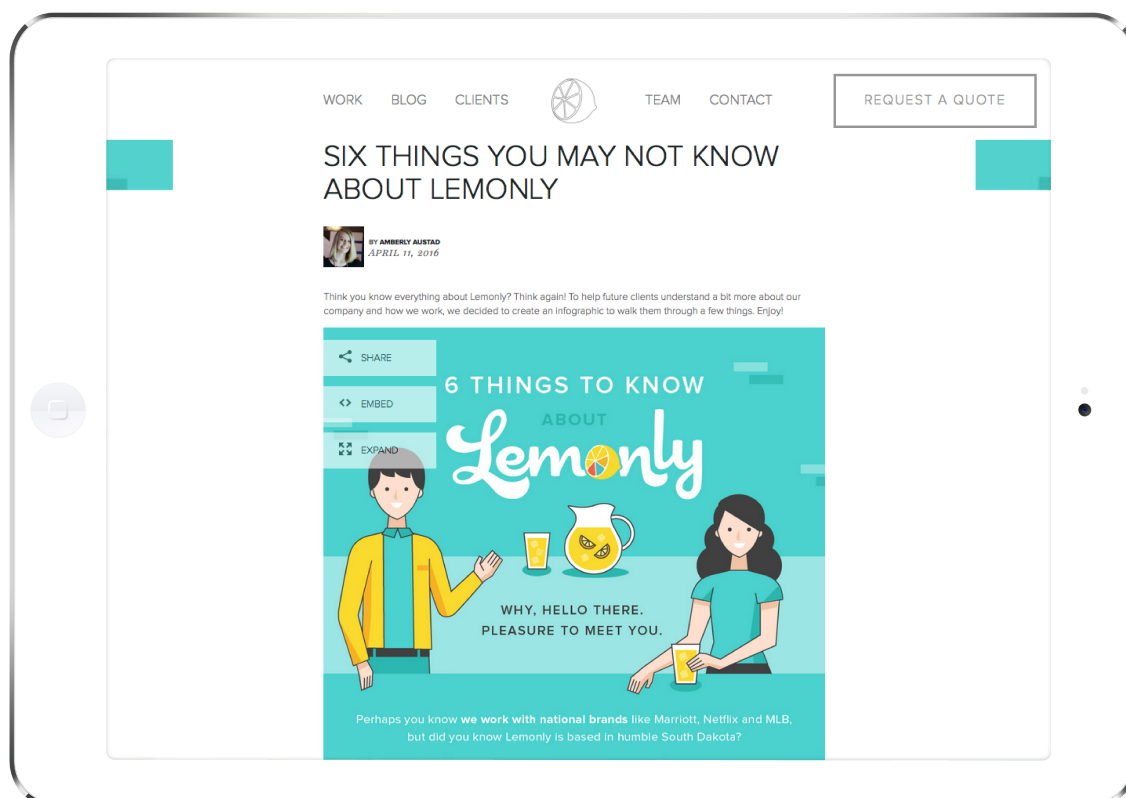 WORK BLOG CLIENTS TEAM CONTACT REQUEST A QUOTE
SIX THINGS YOU MAY NOT KNOW
ABOUT LEMONLY
BY AMBERLY AUSTAD
APRIL 11, 2016
Think you know everything about Lemonly? Think again! To help future clients understand a bit more about our
company and how we work, we decided to create an infographic to walk them through a few things. Enjoy!
SHARE
EMBED
EXPAND
6 THINGS TO KNOW
ABOUT
Lemonly
WHY, HELLO THERE.
PLEASURE TO MEET YOU.
Perhaps you know we work with national brands like Marriott, Netflix and MLB,
but did you know Lemonly is based in humble South Dakota?